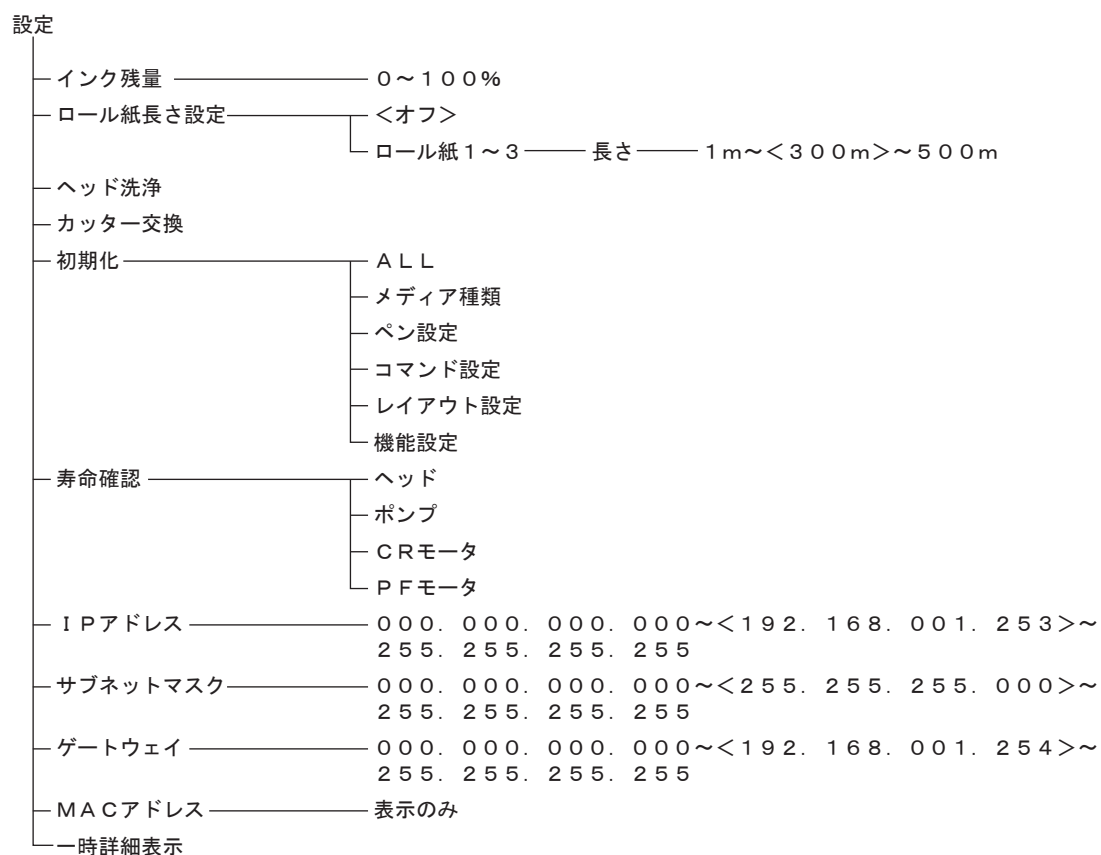 設定
インク残量 0~100%
ロール紙長さ設定 <オフ>
ロール紙1~3 長さ 1m~<300m>~500m
ヘッド洗浄
カッター交換
初期化 ALL
メディア種類
ペン設定
コマンド設定
レイアウト設定
機能設定
寿命確認 ヘッド
ポンプ
CRモータ
PFモータ
IPアドレス 000. 000. 000. 000~<192. 168. 001. 253>~
255. 255. 255. 255
サブネットマスク 000. 000. 000. 000~<255. 255. 255. 000>~
255. 255. 255. 255
ゲートウェイ 000. 000. 000. 000~<192. 168. 001. 254>~
255. 255. 255. 255
MACアドレス 表示のみ
一時詳細表示